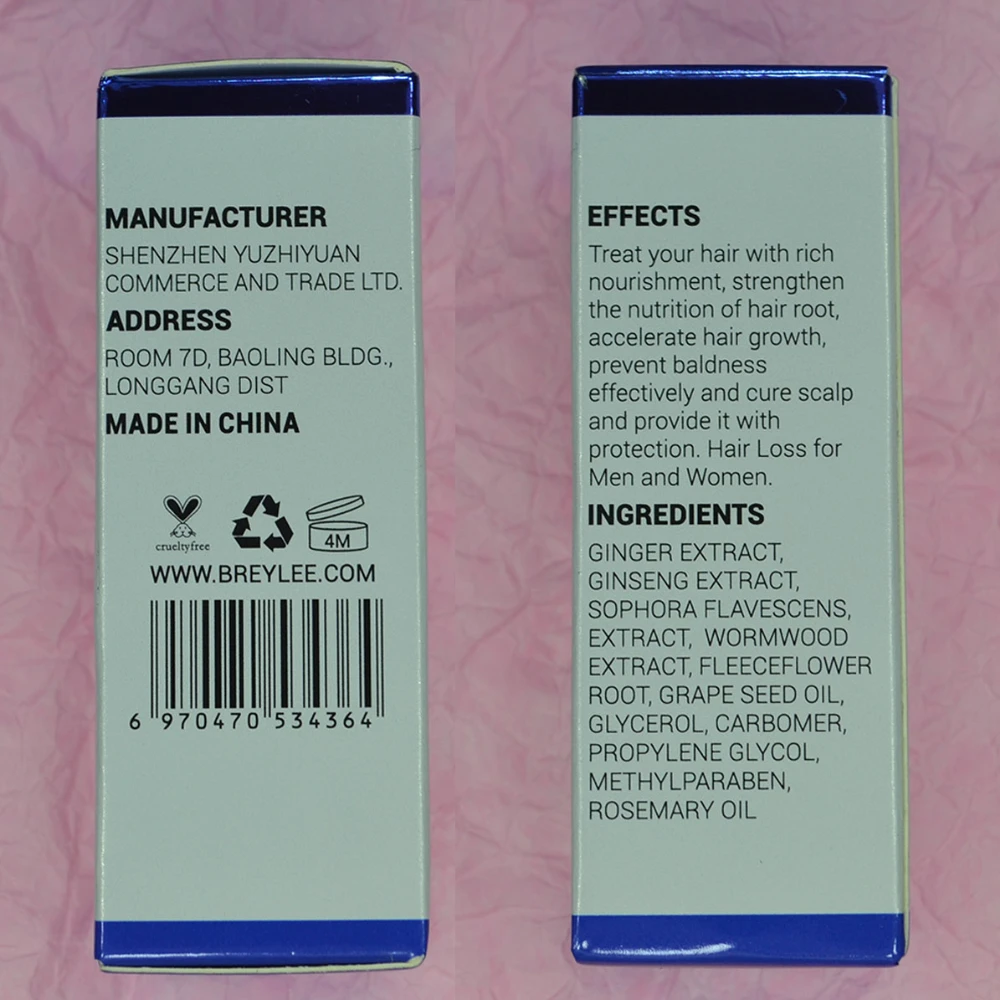 MANUFACTURER
SHENZHEN YUZHIYUAN
COMMERCE AND TRADE LTD.
ADDRESS
ROOM 7D, BAOLING BLDG.,
LONGGANG DIST
MADE IN CHINA
crueltyfree
4M
WWW.BREYLEE.COM
6 970470 534364
EFFECTS
Treat your hair with rich
nourishment, strengthen
the nutrition of hair root,
accelerate hair growth,
prevent baldness
effectively and cure scalp
and provide it with
protection. Hair Loss for
Men and Women.
INGREDIENTS
GINGER EXTRACT,
GINSENG EXTRACT,
SOPHORA FLAVESCENS,
EXTRACT, WORMWOOD
EXTRACT, FLEECEFLOWER
ROOT, GRAPE SEED OIL,
GLYCEROL, CARBOMER,
PROPYLENE GLYCOL,
METHYLPARABEN,
ROSEMARY OIL